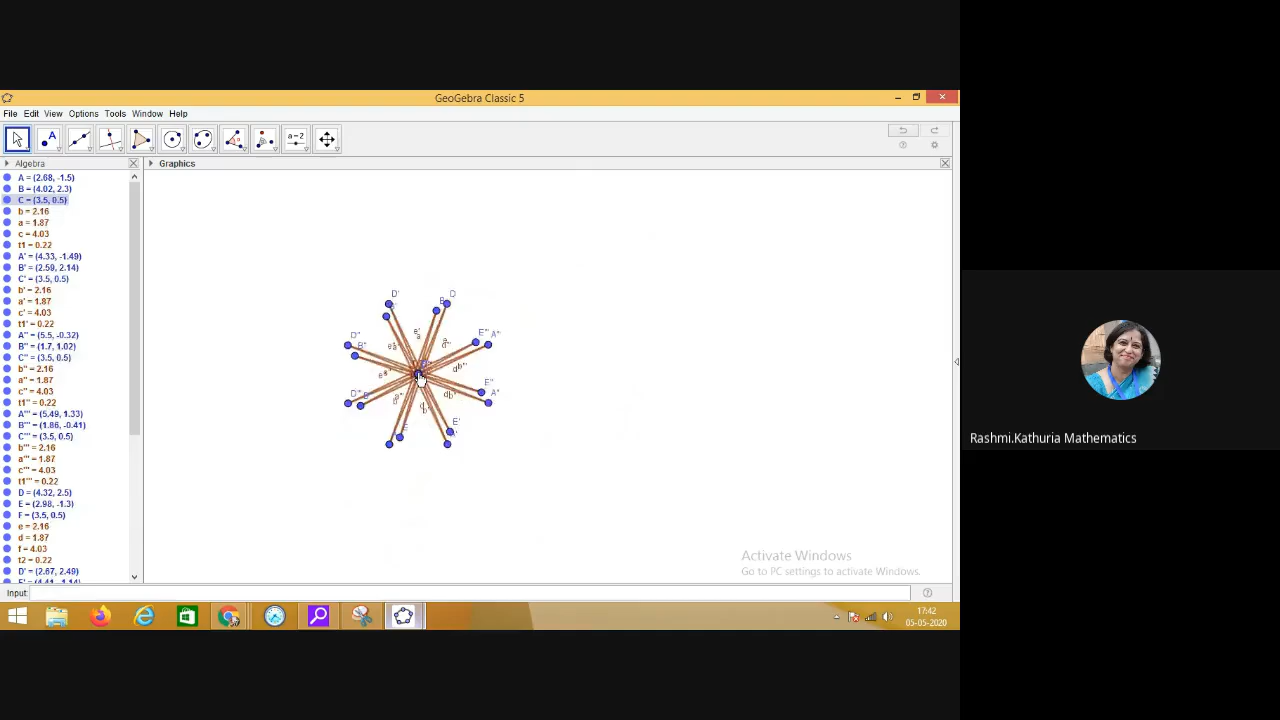 GeoGebra Classic 5
File Edit View Options Tools Window Help
Algebra
Graphics
A = (2.68, -1.5)
B = (4.02, 2.3)
C = (3.5, 0.5)
b = 2.16
a = 1.87
c = 4.03
t1 = 0.22
A' = (4.33, -1.49)
B' = (2.59, 2.14)
C' = (3.5, 0.5)
b' = 2.16
a' = 1.87
c' = 4.03
t1' = 0.22
A'' = (5.5, -0.32)
B'' = (1.7, 1.02)
C'' = (3.5, 0.5)
b'' = 2.16
a'' = 1.87
c'' = 4.03
t1'' = 0.22
A''' = (5.49, 1.33)
B''' = (1.86, -0.41)
C''' = (3.5, 0.5)
b''' = 2.16
a''' = 1.87
c''' = 4.03
t1''' = 0.22
D = (4.32, 2.5)
E = (2.98, -1.3)
F = (3.5, 0.5)
e = 2.16
d = 1.87
f = 4.03
t2 = 0.22
D' = (2.67, 2.49)
E' = (4.41, -1.14)
D'
D
E'''
A'''
D''
B''
E''
A''
D'''
E'
Activate Windows
Go to PC settings to activate Windows.
Input:
17:42
05-05-2020
Rashmi.Kathuria Mathematics